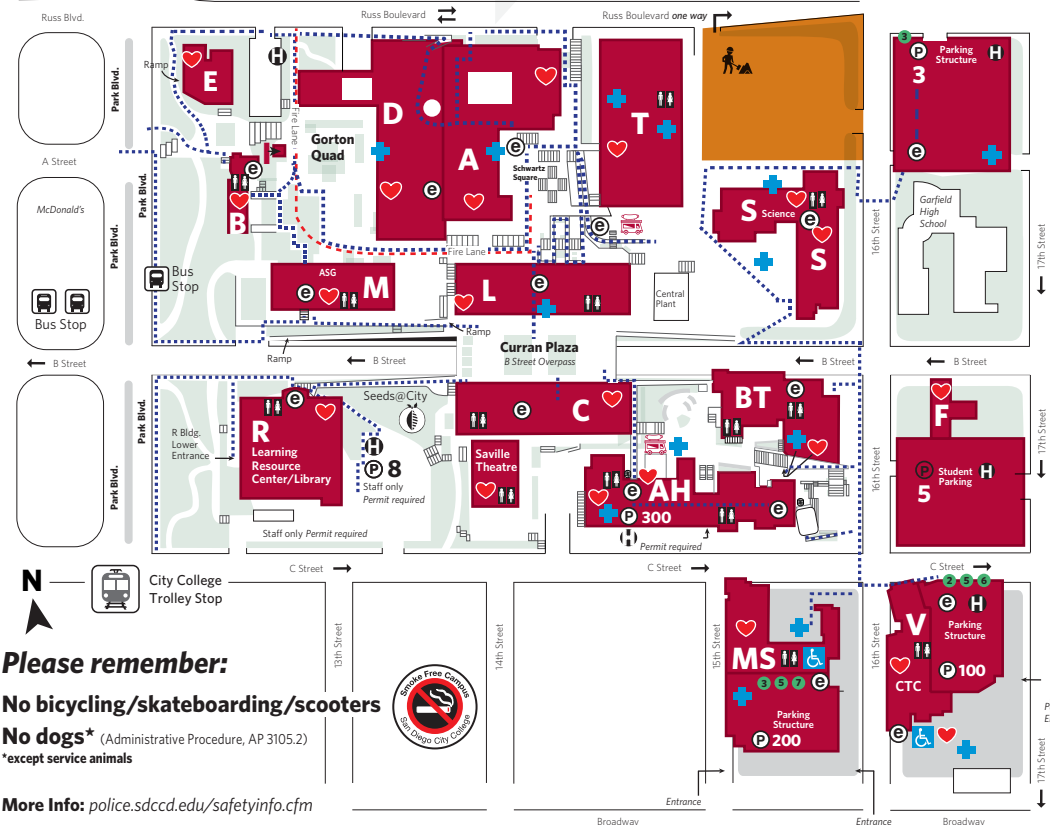 Russ Blvd.
Russ Boulevard
Russ Boulevard one way
Ramp
Park Blvd.
E
H
Fire Lane
D
Gorton
Quad
A
T
3
P
Parking
Structure
H
3
e
A Street
Park Blvd.
McDonald's
Bus Stop
e
B
e
e
Schwartz
Square
e
S Science
e
S
16th Street
Garfield
High
School
17th Street
Park Blvd.
Bus
Stop
Fire Lane
ASG
e
M
L
e
Central
Plant
Ramp
Ramp
Curran Plaza
B Street Overpass
B Street
B Street
B Street
B Street
Park Blvd.
Park Blvd.
R Bldg.
Lower
Entrance
e
R
Learning
Resource
Center/Library
Seeds@City
H
P 8
Staff only
Permit required
Staff only Permit required
e
C
Saville
Theatre
e
BT
e
AH
P 300
e
H
Permit required
16th Street
F
P
Student
Parking
H
5
17th Street
C Street
C Street
C Street
N
City College
Trolley Stop
13th Street
14th Street
15th Street
16th Street
17th Street
Please remember:
No bicycling/skateboarding/scooters
No dogs* (Administrative Procedure, AP 3105.2)
*except service animals
More Info: police.sdccd.edu/safetyinfo.cfm
Smoke Free Campus
San Diego City College
MS
3 5 7
e
Parking
Structure
P 200
2 5 6
e
H
V
Parking
Structure
P 100
CTC
e
Entrance
Entrance
Broadway
Broadway